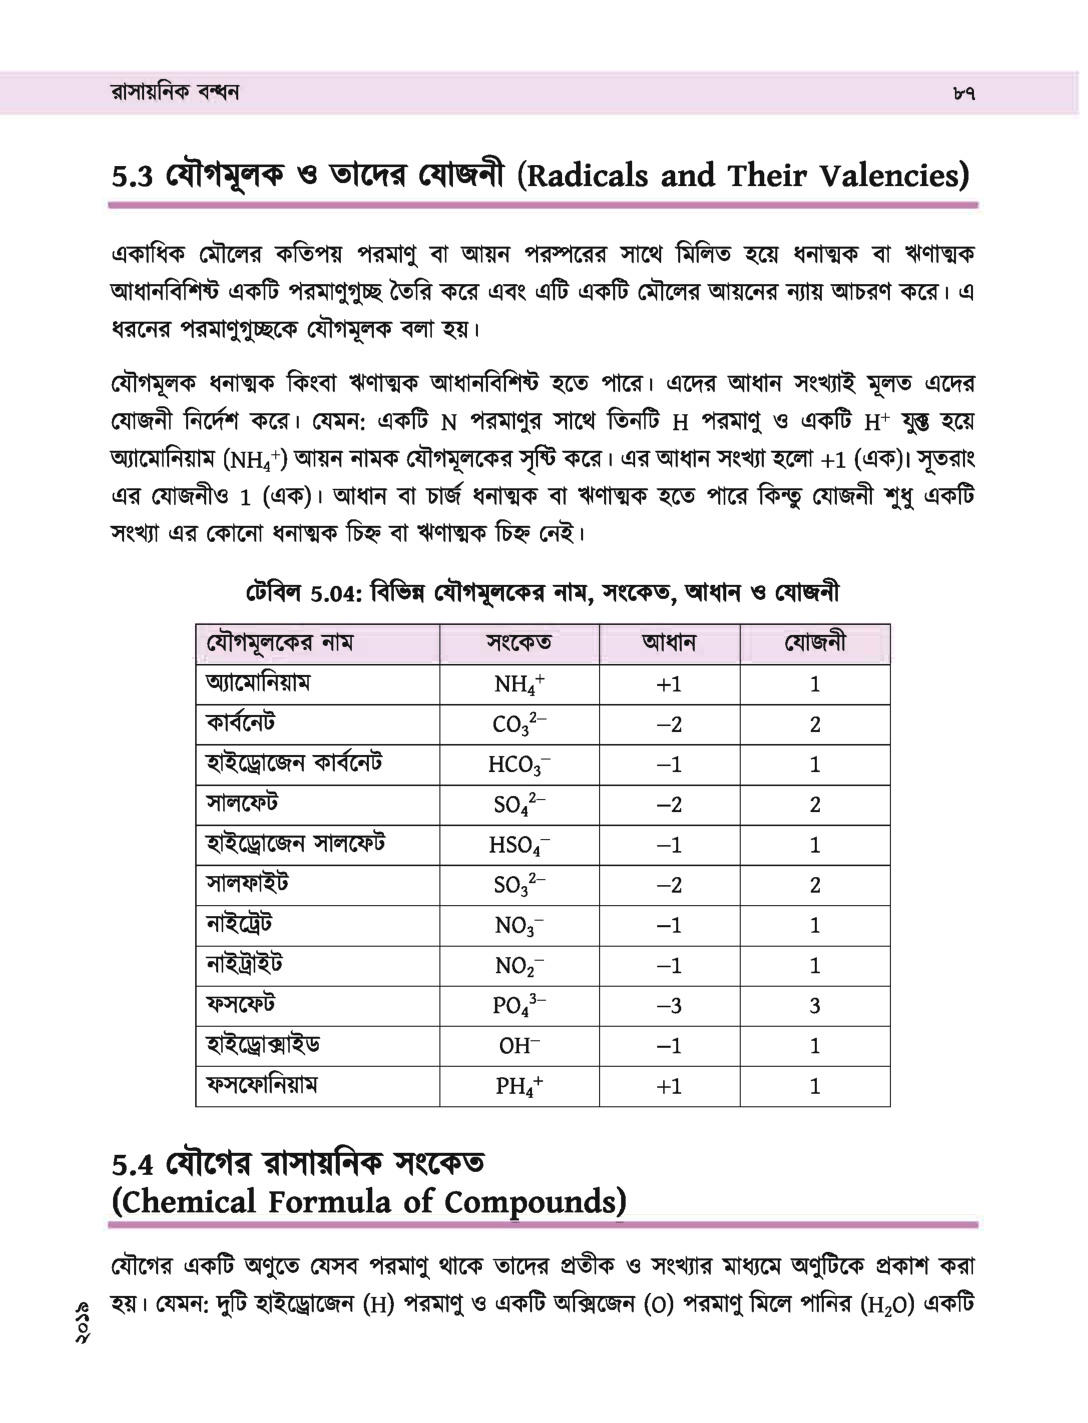 রাসায়নিক বন্ধন ৮৭
5.3 যৌগমূলক ও তাদের যোজনী (Radicals and Their Valencies)
একাধিক মৌলের কতিপয় পরমাণু বা আয়ন পরস্পরের সাথে মিলিত হয়ে ধনাত্মক বা ঋণাত্মক
আধানবিশিষ্ট একটি পরমাণুগুচ্ছ তৈরি করে এবং এটি একটি মৌলের আয়নের ন্যায় আচরণ করে। এ
ধরনের পরমাণুগুচ্ছকে যৌগমূলক বলা হয়।
যৌগমূলক ধনাত্মক কিংবা ঋণাত্মক আধানবিশিষ্ট হতে পারে। এদের আধান সংখ্যাই মূলত এদের
যোজনী নির্দেশ করে। যেমন: একটি N পরমাণুর সাথে তিনটি H পরমাণু ও একটি H⁺ যুক্ত হয়ে
অ্যামোনিয়াম (NH₄⁺) আয়ন নামক যৌগমূলকের সৃষ্টি করে। এর আধান সংখ্যা হলো +1 (এক)। সূতরাং
এর যোজনীও 1 (এক)। আধান বা চার্জ ধনাত্মক বা ঋণাত্মক হতে পারে কিন্তু যোজনী শুধু একটি
সংখ্যা এর কোনো ধনাত্মক চিহ্ন বা ঋণাত্মক চিহ্ন নেই।
টেবিল 5.04: বিভিন্ন যৌগমূলকের নাম, সংকেত, আধান ও যোজনী
যৌগমূলকের নাম সংকেত আধান যোজনী
অ্যামোনিয়াম NH₄⁺ +1 1
কার্বনেট CO₃²⁻ −2 2
হাইড্রোজেন কার্বনেট HCO₃⁻ −1 1
সালফেট SO₄²⁻ −2 2
হাইড্রোজেন সালফেট HSO₄⁻ −1 1
সালফাইট SO₃²⁻ −2 2
নাইট্রেট NO₃⁻ −1 1
নাইট্রাইট NO₂⁻ −1 1
ফসফেট PO₄³⁻ −3 3
হাইড্রোক্সাইড OH⁻ −1 1
ফসফোনিয়াম PH₄⁺ +1 1
5.4 যৌগের রাসায়নিক সংকেত
(Chemical Formula of Compounds)
যৌগের একটি অণুতে যেসব পরমাণু থাকে তাদের প্রতীক ও সংখ্যার মাধ্যমে অণুটিকে প্রকাশ করা
হয়। যেমন: দুটি হাইড্রোজেন (H) পরমাণু ও একটি অক্সিজেন (O) পরমাণু মিলে পানির (H₂O) একটি
২০১৯